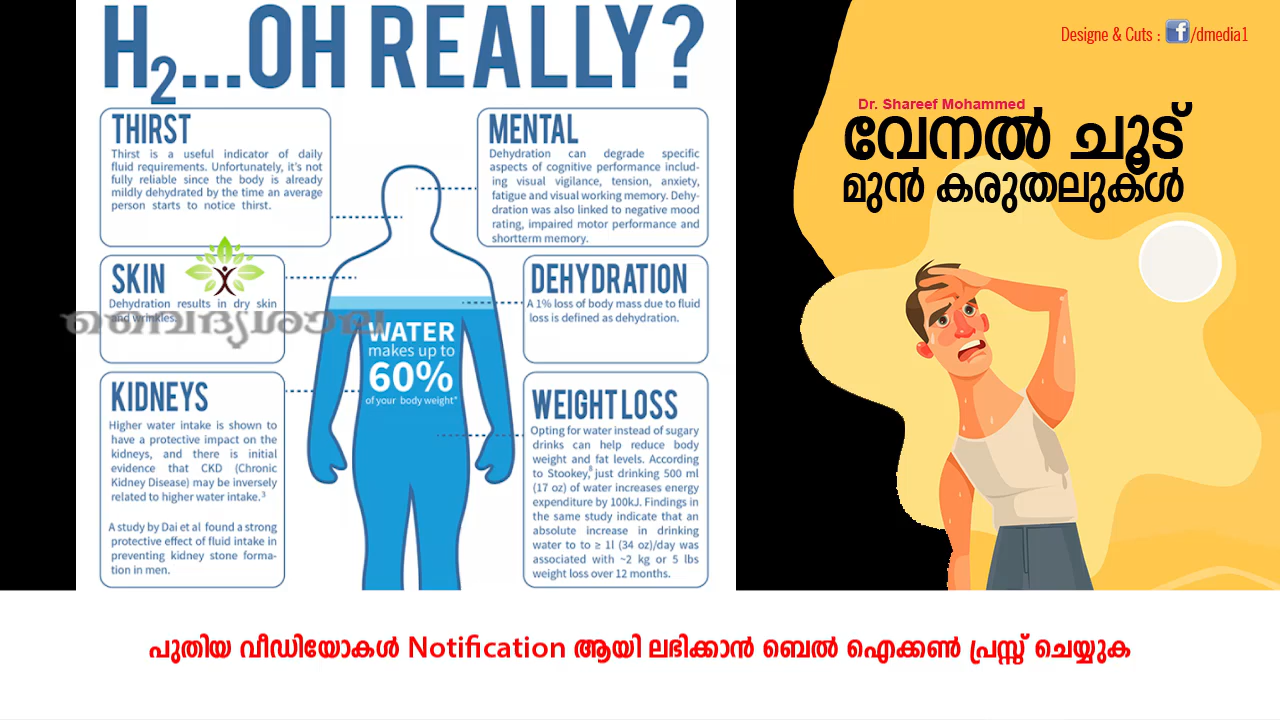 H2...OH REALLY?
THIRST
Thirst is a useful indicator of daily
fluid requirements. Unfortunately, it's not
fully reliable since the body is already
mildly dehydrated by the time an average
person starts to notice thirst.
MENTAL
Dehydration can degrade specific
aspects of cognitive performance includ-
ing visual vigilance, tension, anxiety,
fatigue and visual working memory. Dehy-
dration was also linked to negative mood
rating, impaired motor performance and
shortterm memory.
SKIN
Dehydration results in dry skin
and wrinkles.
വൈദ്യശാല
DEHYDRATION
A 1% loss of body mass due to fluid
loss is defined as dehydration.
WATER
makes up to
60%
of your body weight*
KIDNEYS
Higher water intake is shown to
have a protective impact on the
kidneys, and there is initial
evidence that CKD (Chronic
Kidney Disease) may be inversely
related to higher water intake.3
A study by Dai et al found a strong
protective effect of fluid intake in
preventing kidney stone forma-
tion in men.
WEIGHT LOSS
Opting for water instead of sugary
drinks can help reduce body
weight and fat levels. According
to Stookey,8 just drinking 500 ml
(17 oz) of water increases energy
expenditure by 100kJ. Findings in
the same study indicate that an
absolute increase in drinking
water to to ≥ 1l (34 oz)/day was
associated with ~2 kg or 5 lbs
weight loss over 12 months.
Designe & Cuts : f/dmedia1
Dr. Shareef Mohammed
വേനൽ ചൂട്
മുൻ കരുതലുകൾ
പുതിയ വീഡിയോകൾ Notification ആയി ലഭിക്കാൻ ബെൽ ഐക്കൺ പ്രസ്സ് ചെയ്യുക